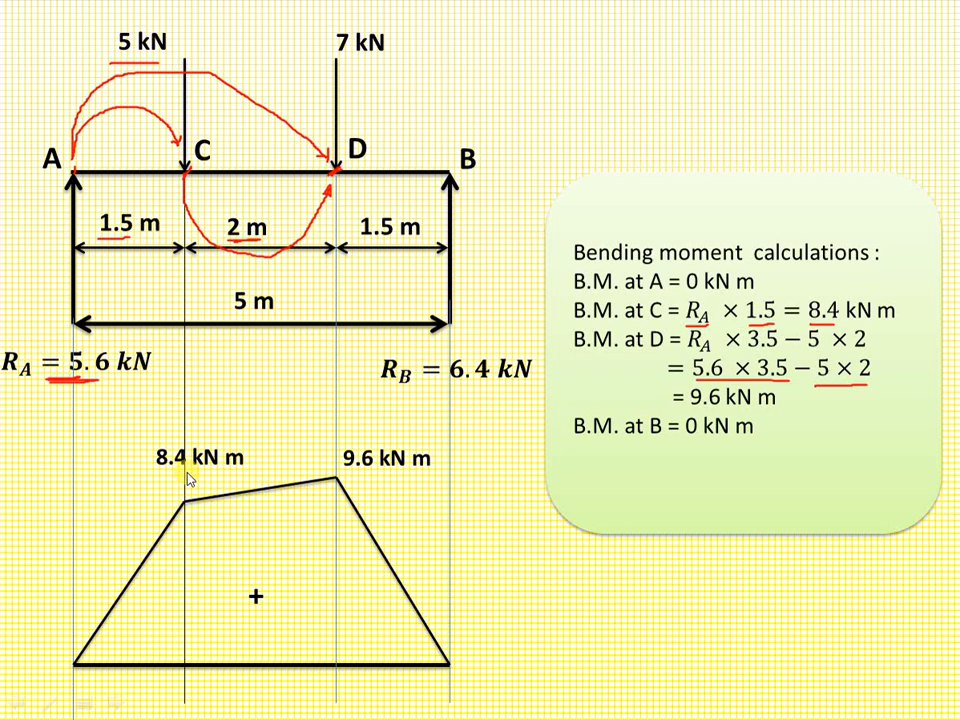 5 kN
7 kN
A
C
D
B
1.5 m
2 m
1.5 m
5 m
R_A = 5.6 kN
R_B = 6.4 kN
Bending moment calculations :
B.M. at A = 0 kN m
B.M. at C = R_A × 1.5 = 8.4 kN m
B.M. at D = R_A × 3.5 − 5 × 2
= 5.6 × 3.5 − 5 × 2
= 9.6 kN m
B.M. at B = 0 kN m
8.4 kN m
9.6 kN m
+